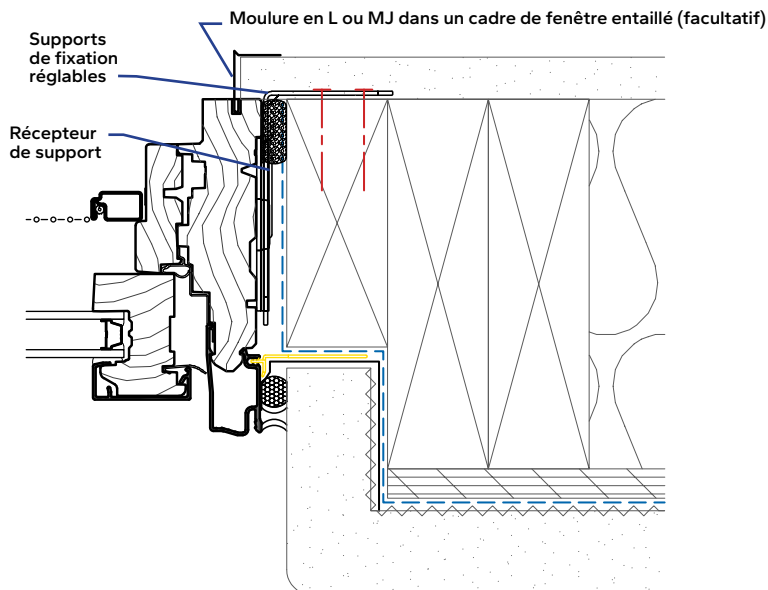 Moulure en L ou MJ dans un cadre de fenêtre entaillé (facultatif)
Supports
de fixation
réglables
Récepteur
de support